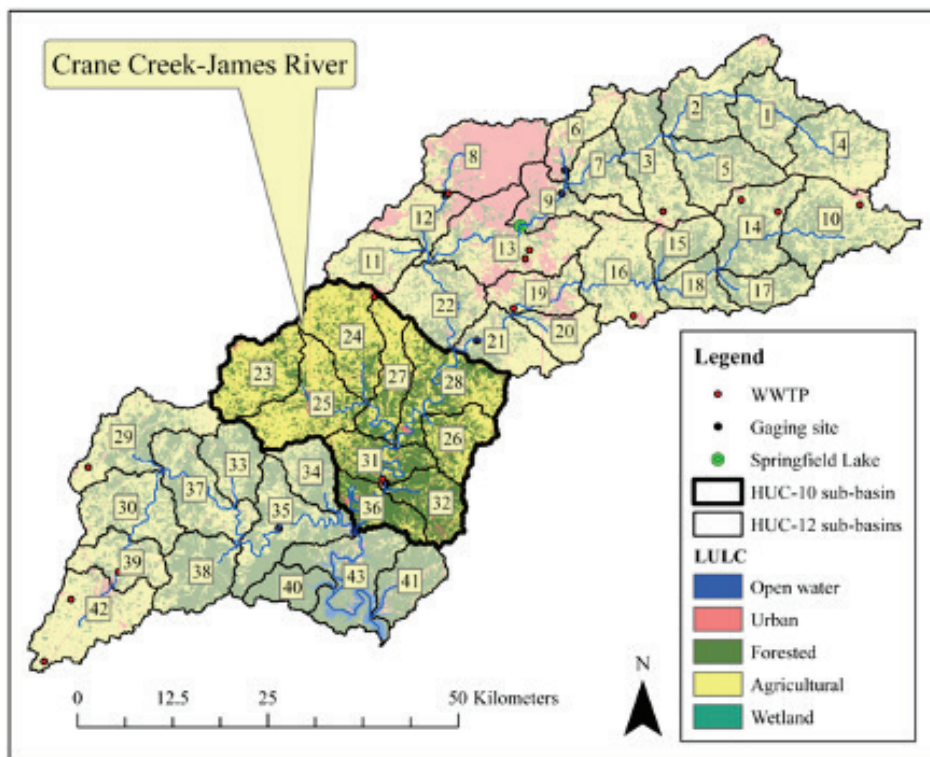 Crane Creek-James River
2
1
6
8
4
7
3
5
9
12
10
14
13
15
11
16
19
18
17
22
20
21
24
23
27
28
25
26
29
31
33
34
37
32
30
36
35
39
38
43
41
40
42
Legend
WWTP
Gaging site
Springfield Lake
HUC-10 sub-basin
HUC-12 sub-basins
LULC
Open water
Urban
Forested
Agricultural
Wetland
N
0 12.5 25 50 Kilometers